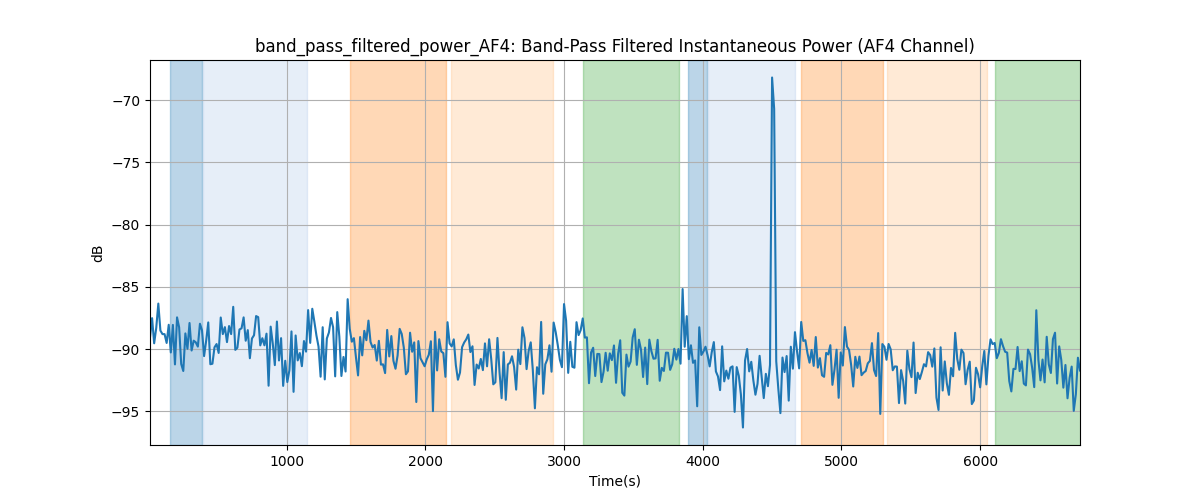 band_pass_filtered_power_AF4: Band-Pass Filtered Instantaneous Power (AF4 Channel)
−70
−75
−80
−85
−90
−95
dB
1000 2000 3000 4000 5000 6000
Time(s)